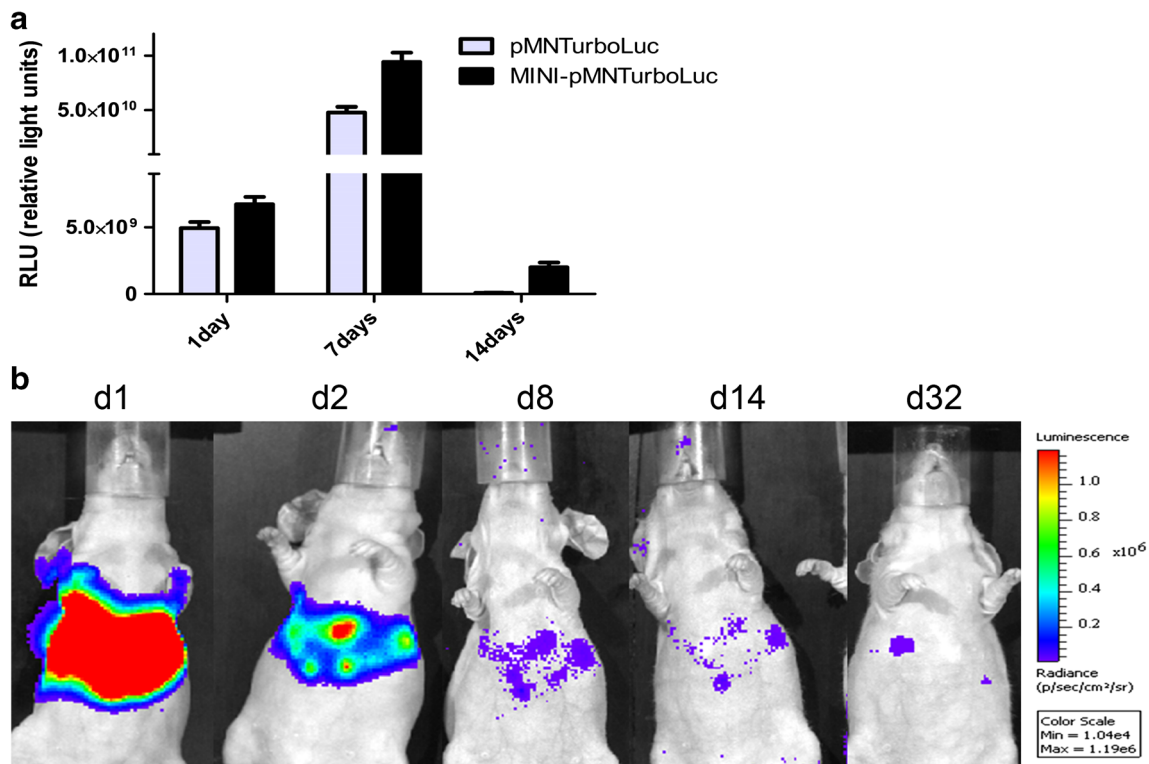 a
RLU (relative light units)
1.0×10¹¹
5.0×10¹⁰
5.0×10⁹
0
pMNTurboLuc
MINI-pMNTurboLuc
1day
7days
14days
b
d1
d2
d8
d14
d32
Luminescence
1.0
0.8
0.6
x10⁶
0.4
0.2
Radiance
(p/sec/cm²/sr)
Color Scale
Min = 1.04e4
Max = 1.19e6